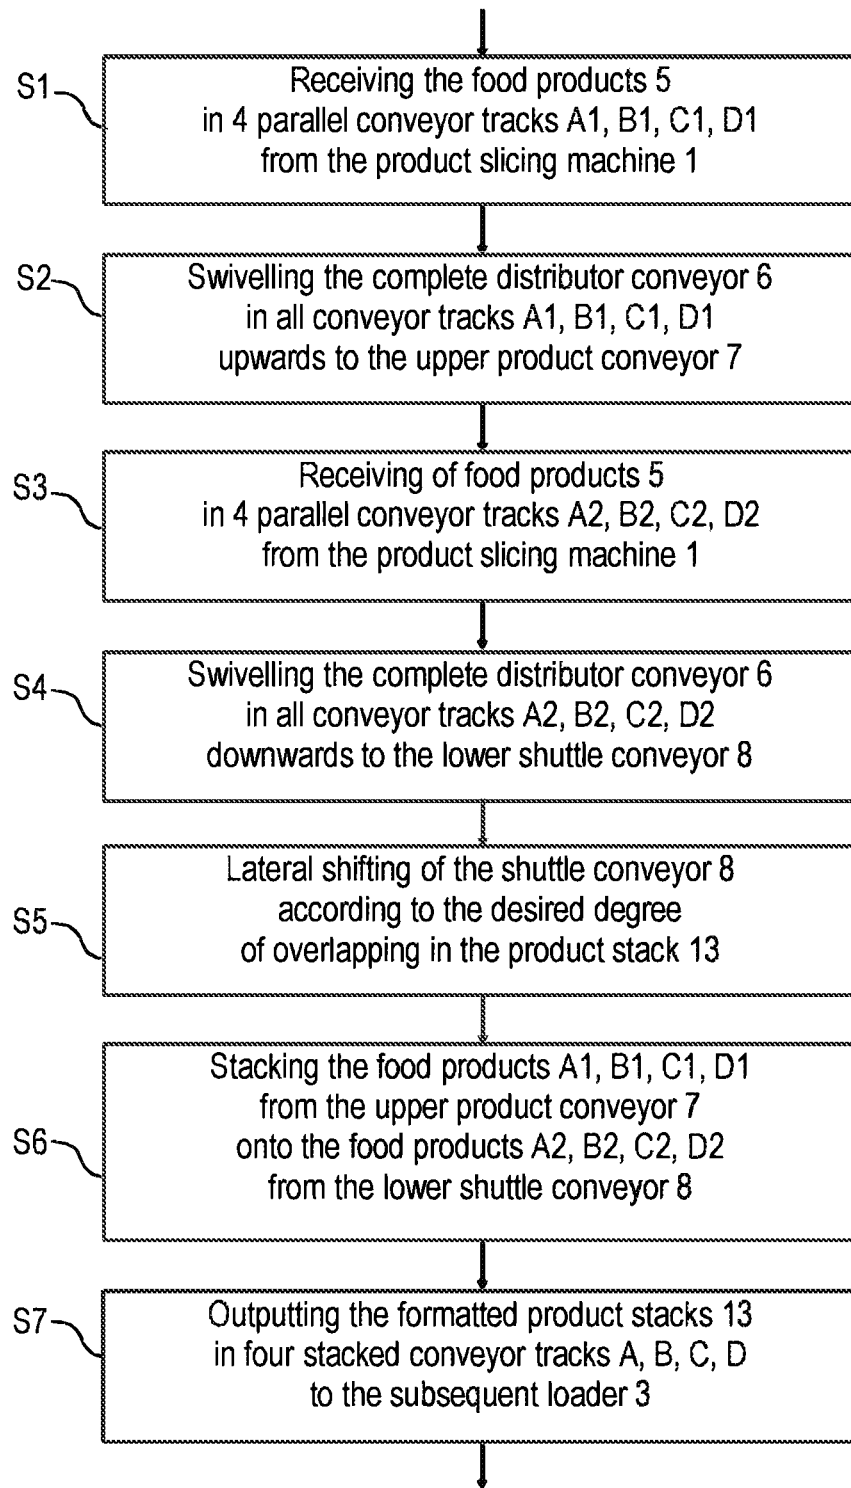 S1
Receiving the food products 5
in 4 parallel conveyor tracks A1, B1, C1, D1
from the product slicing machine 1
S2
Swivelling the complete distributor conveyor 6
in all conveyor tracks A1, B1, C1, D1
upwards to the upper product conveyor 7
S3
Receiving of food products 5
in 4 parallel conveyor tracks A2, B2, C2, D2
from the product slicing machine 1
S4
Swivelling the complete distributor conveyor 6
in all conveyor tracks A2, B2, C2, D2
downwards to the lower shuttle conveyor 8
S5
Lateral shifting of the shuttle conveyor 8
according to the desired degree
of overlapping in the product stack 13
S6
Stacking the food products A1, B1, C1, D1
from the upper product conveyor 7
onto the food products A2, B2, C2, D2
from the lower shuttle conveyor 8
S7
Outputting the formatted product stacks 13
in four stacked conveyor tracks A, B, C, D
to the subsequent loader 3